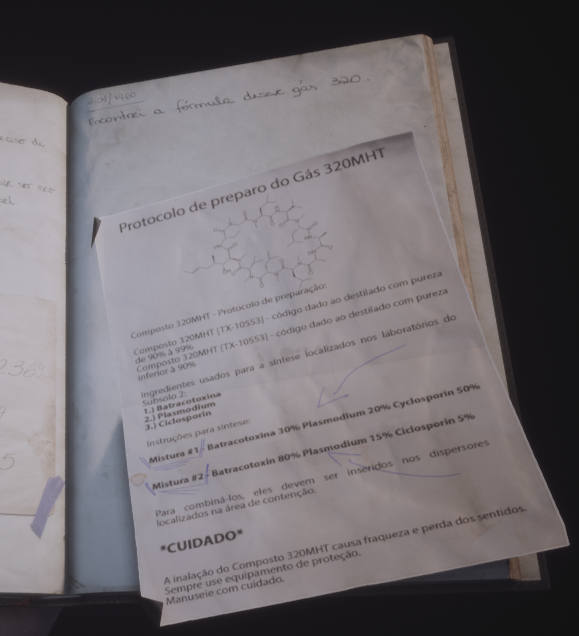 Encontrei a fórmula desse gás 320.
Protocolo de preparo do Gás 320MHT
Composto 320MHT - Protocolo de preparação:
Composto 320MHT (TX-10553) - código dado ao destilado com pureza
de 90% à 99%
Composto 320MHT (TX-10553) - código dado ao destilado com pureza
inferior à 90%
Ingredientes usados para a síntese localizados nos laboratórios do
Subsolo 2:
1.) Batracotoxina
2.) Plasmodium
3.) Ciclosporin
Instruções para síntese:
Mistura #1 - Batracotoxina 30% Plasmodium 20% Cyclosporin 50%
Mistura #2 - Batracotoxin 80% Plasmodium 15% Ciclosporin 5%
Para combiná-los, eles devem ser inseridos nos dispersores
localizados na área de contenção.
*CUIDADO*
A inalação do Composto 320MHT causa fraqueza e perda dos sentidos.
Sempre use equipamento de proteção.
Manuseie com cuidado.